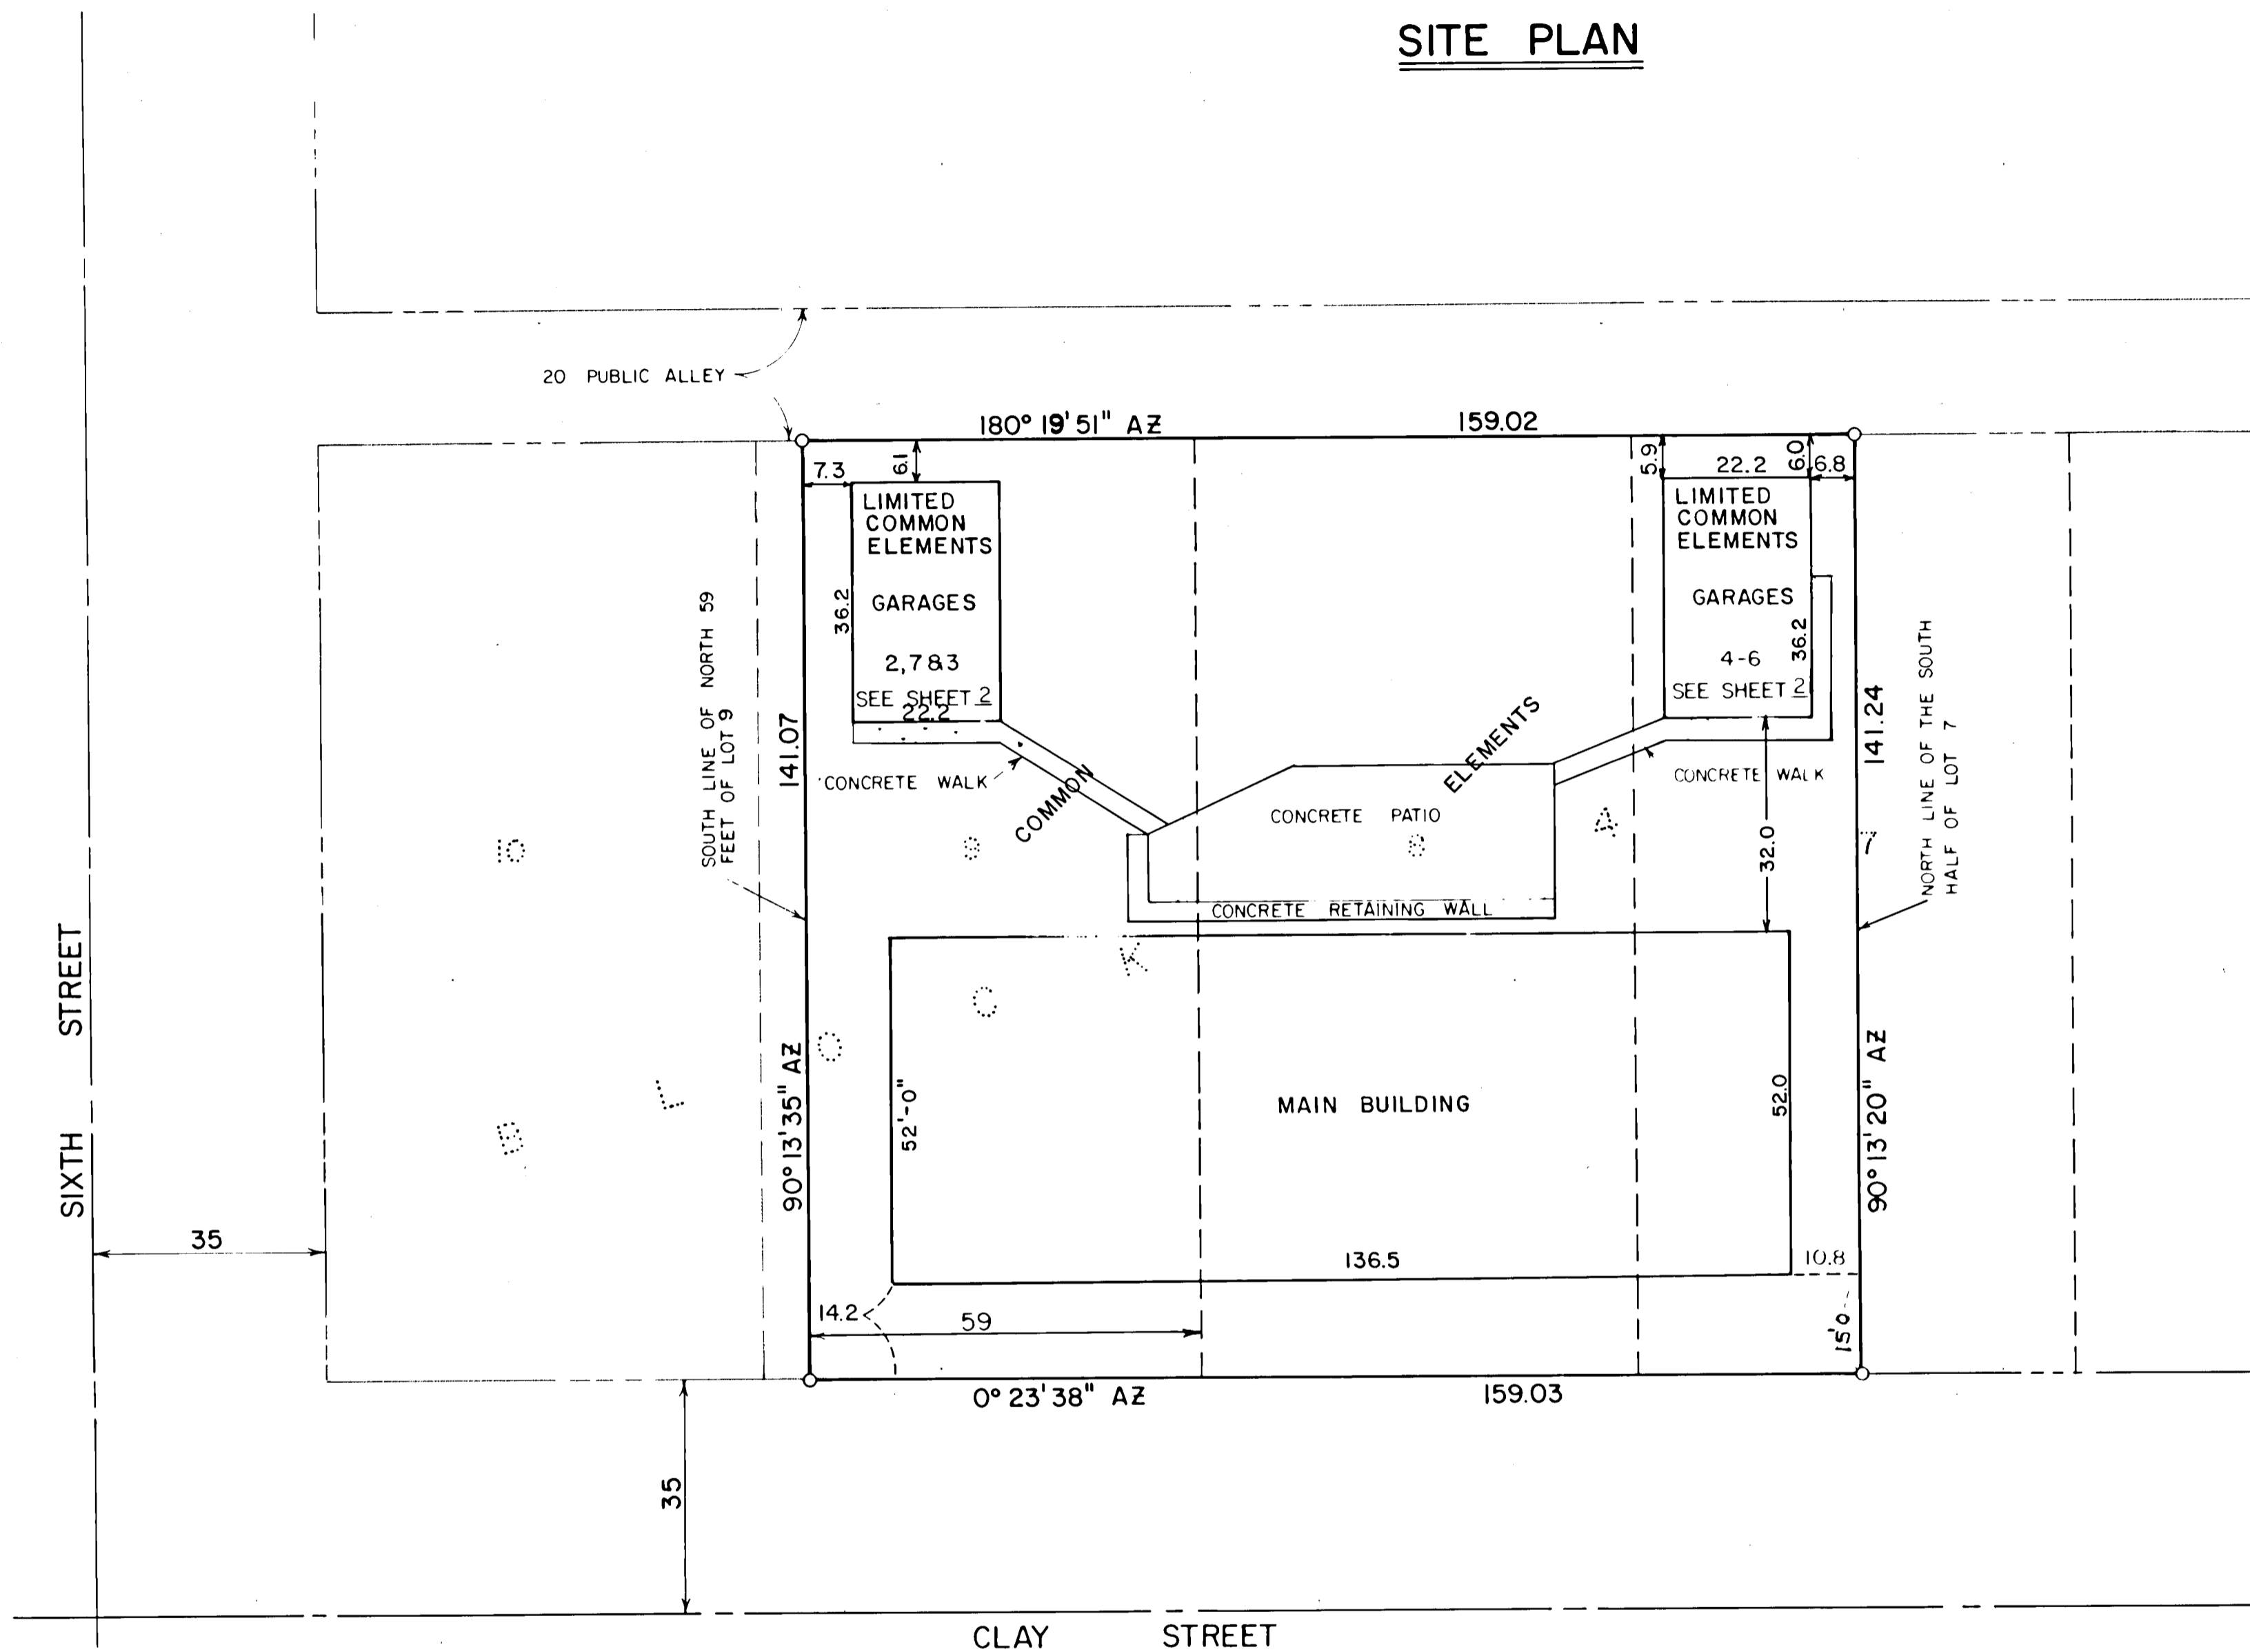 SITE PLAN
20 PUBLIC ALLEY
180° 19' 51" AZ
159.02
7.3
6.1
5.9
22.2
6.0
6.8
LIMITED
COMMON
ELEMENTS
GARAGES
2,7&3
SEE SHEET 2
22.2
36.2
LIMITED
COMMON
ELEMENTS
GARAGES
4-6
SEE SHEET 2
36.2
SOUTH LINE OF NORTH 59
FEET OF LOT 9
141.07
90° 13' 35" AZ
CONCRETE WALK
COMMON ELEMENTS
CONCRETE PATIO
CONCRETE WALK
CONCRETE RETAINING WALL
32.0
141.24
90° 13' 20" AZ
NORTH LINE OF THE SOUTH
HALF OF LOT 7
10
9
8
7
BLOCK A
52'-0"
MAIN BUILDING
52.0
136.5
10.8
14.2
59
15'0
0° 23' 38" AZ
159.03
SIXTH STREET
35
35
CLAY STREET